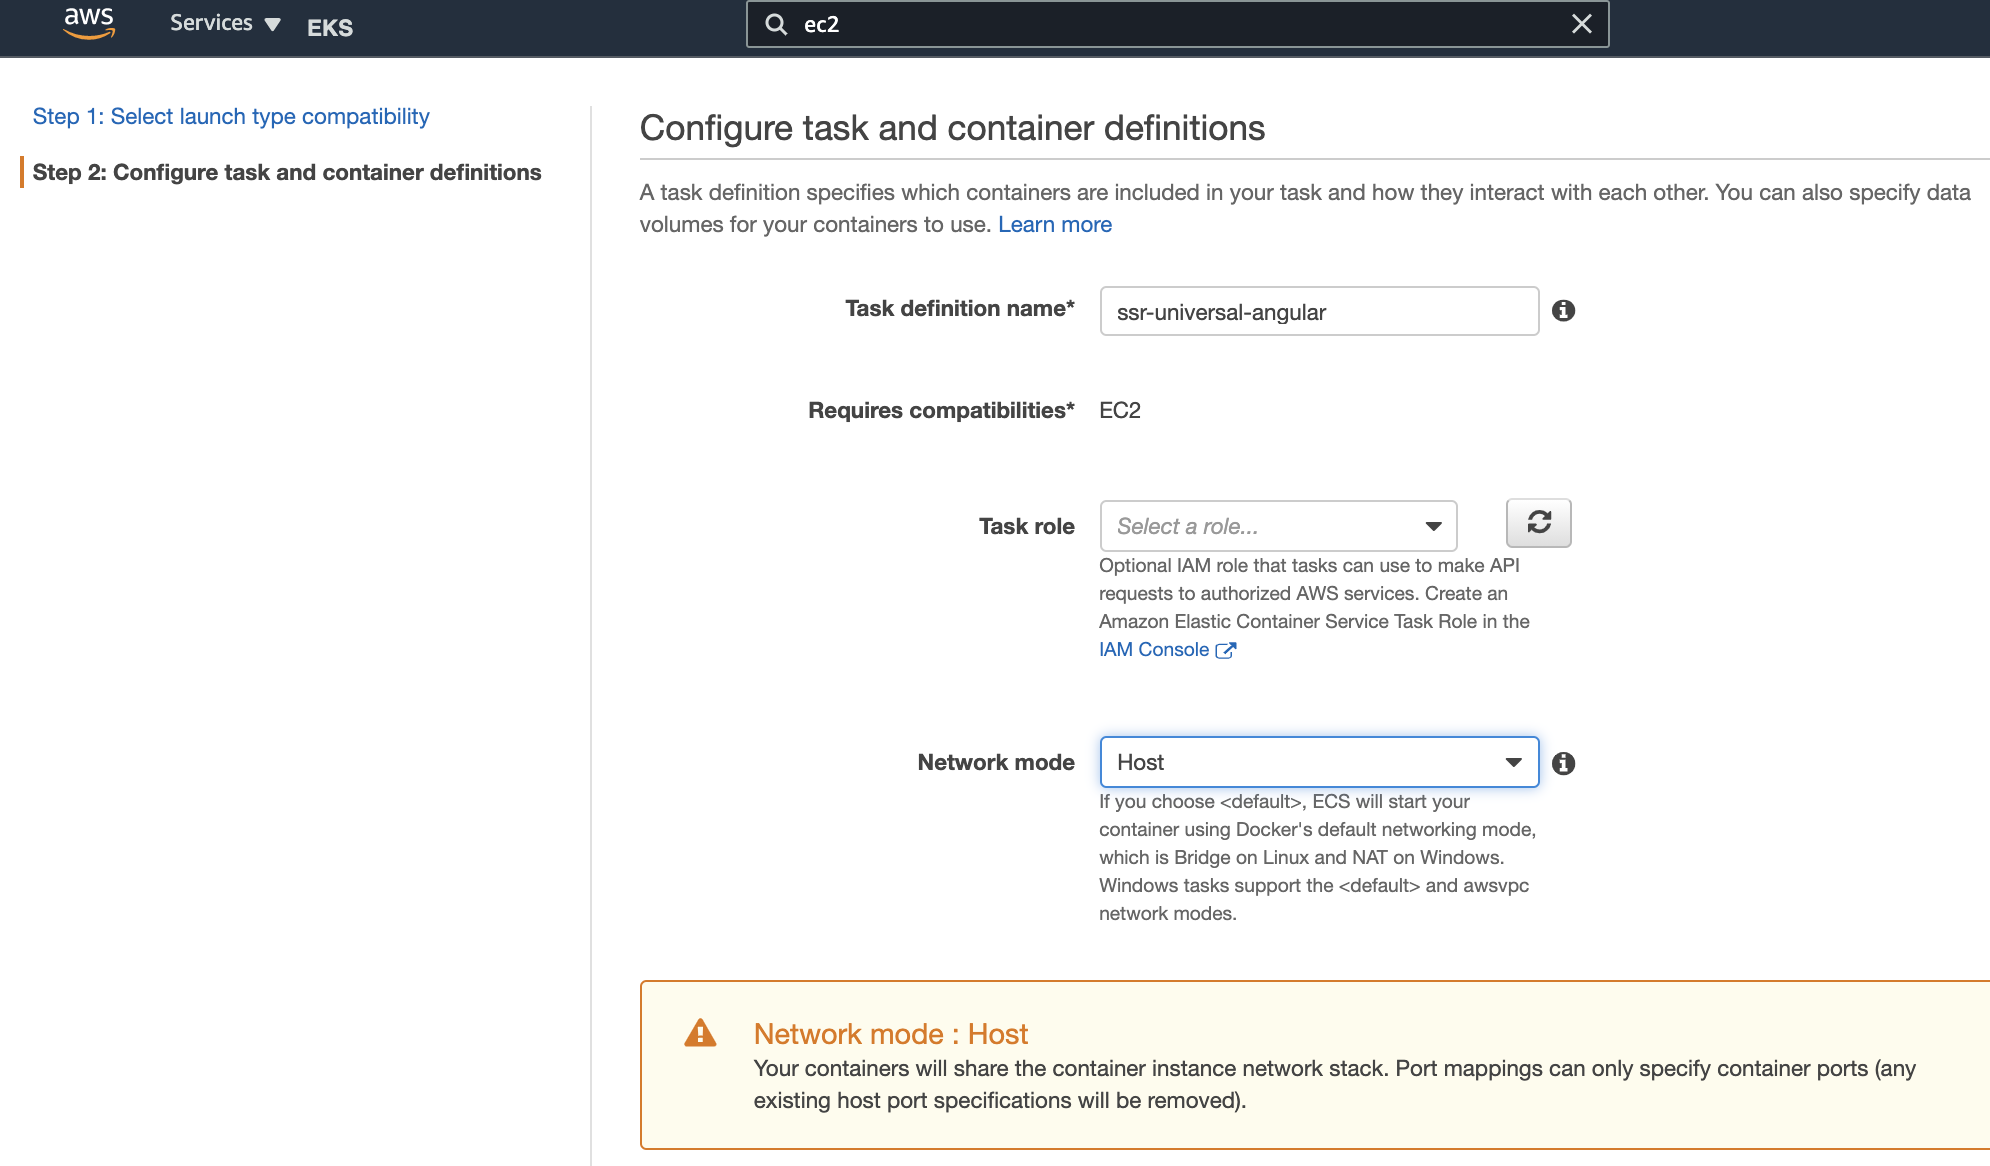 aws
Services
EKS
ec2
Step 1: Select launch type compatibility
Step 2: Configure task and container definitions
Configure task and container definitions
A task definition specifies which containers are included in your task and how they interact with each other. You can also specify data
volumes for your containers to use. Learn more
Task definition name*
ssr-universal-angular
Requires compatibilities*
EC2
Task role
Select a role...
Optional IAM role that tasks can use to make API
requests to authorized AWS services. Create an
Amazon Elastic Container Service Task Role in the
IAM Console
Network mode
Host
If you choose <default>, ECS will start your
container using Docker's default networking mode,
which is Bridge on Linux and NAT on Windows.
Windows tasks support the <default> and awsvpc
network modes.
Network mode : Host
Your containers will share the container instance network stack. Port mappings can only specify container ports (any
existing host port specifications will be removed).